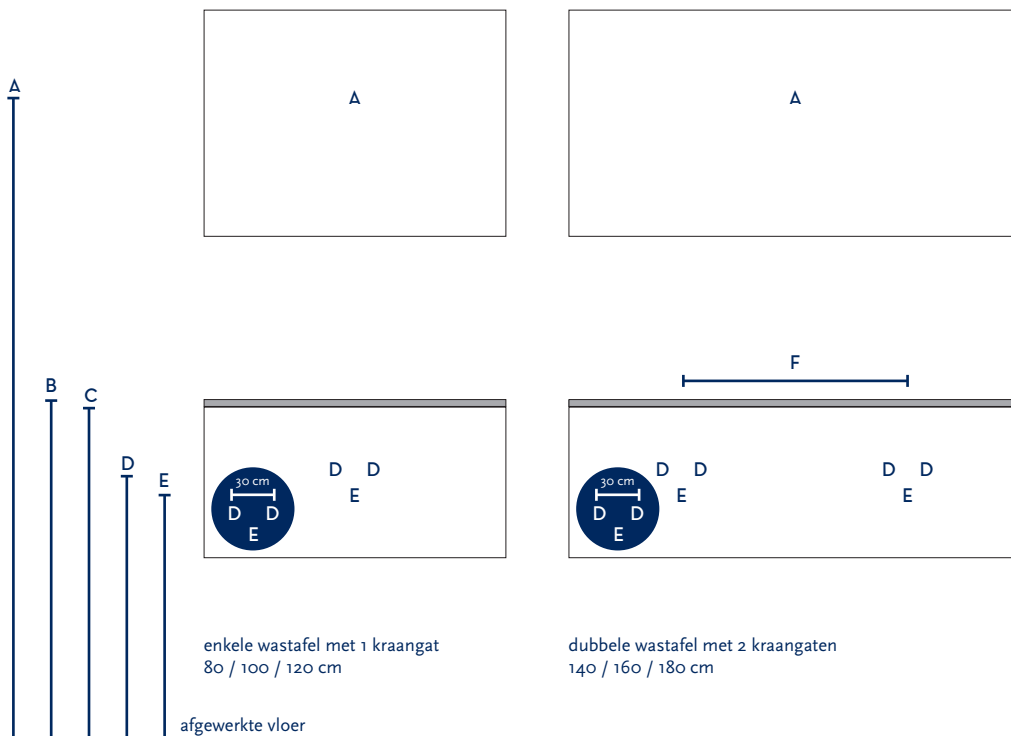 A
A
A
F
B
C
D
E
D D
E
30 cm
D D
E
D D
E
D D
E
30 cm
D D
E
enkele wastafel met 1 kraangat
80 / 100 / 120 cm
dubbele wastafel met 2 kraangaten
140 / 160 / 180 cm
afgewerkte vloer